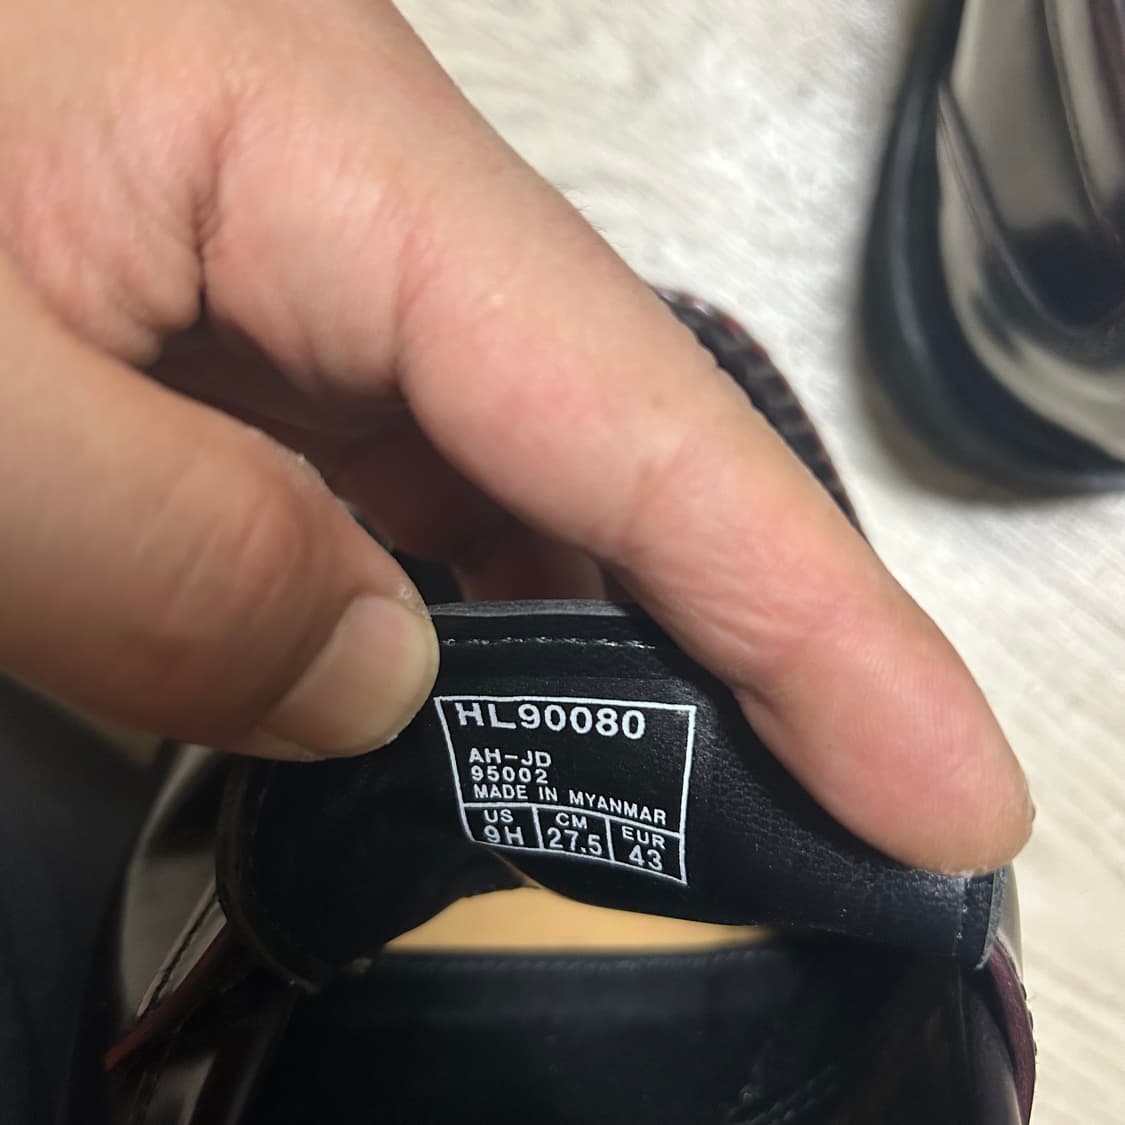 HL90080
AH-JD
95002
MADE IN MYANMAR
US CM EUR
9H 27.5 43